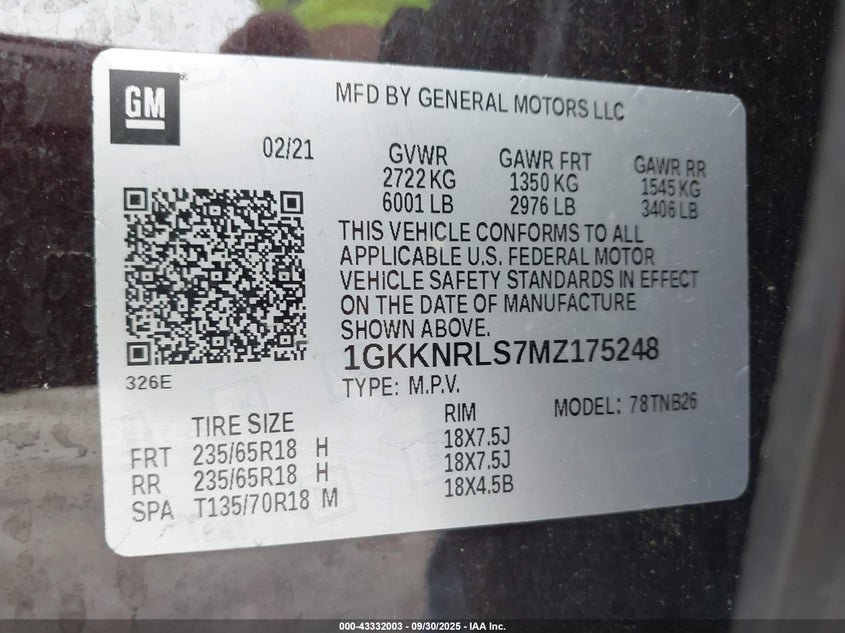 GM
MFD BY GENERAL MOTORS LLC
02/21
GVWR GAWR FRT GAWR RR
2722 KG 1350 KG 1545 KG
6001 LB 2976 LB 3406 LB
THIS VEHICLE CONFORMS TO ALL
APPLICABLE U.S. FEDERAL MOTOR
VEHICLE SAFETY STANDARDS IN EFFECT
ON THE DATE OF MANUFACTURE
SHOWN ABOVE.
1GKKNRLS7MZ175248
326E
TYPE: M.P.V.
MODEL: 78TNB26
TIRE SIZE RIM
FRT 235/65R18 H 18X7.5J
RR 235/65R18 H 18X7.5J
SPA T135/70R18 M 18X4.5B
000-43332003 - 09/30/2025 - IAA Inc.